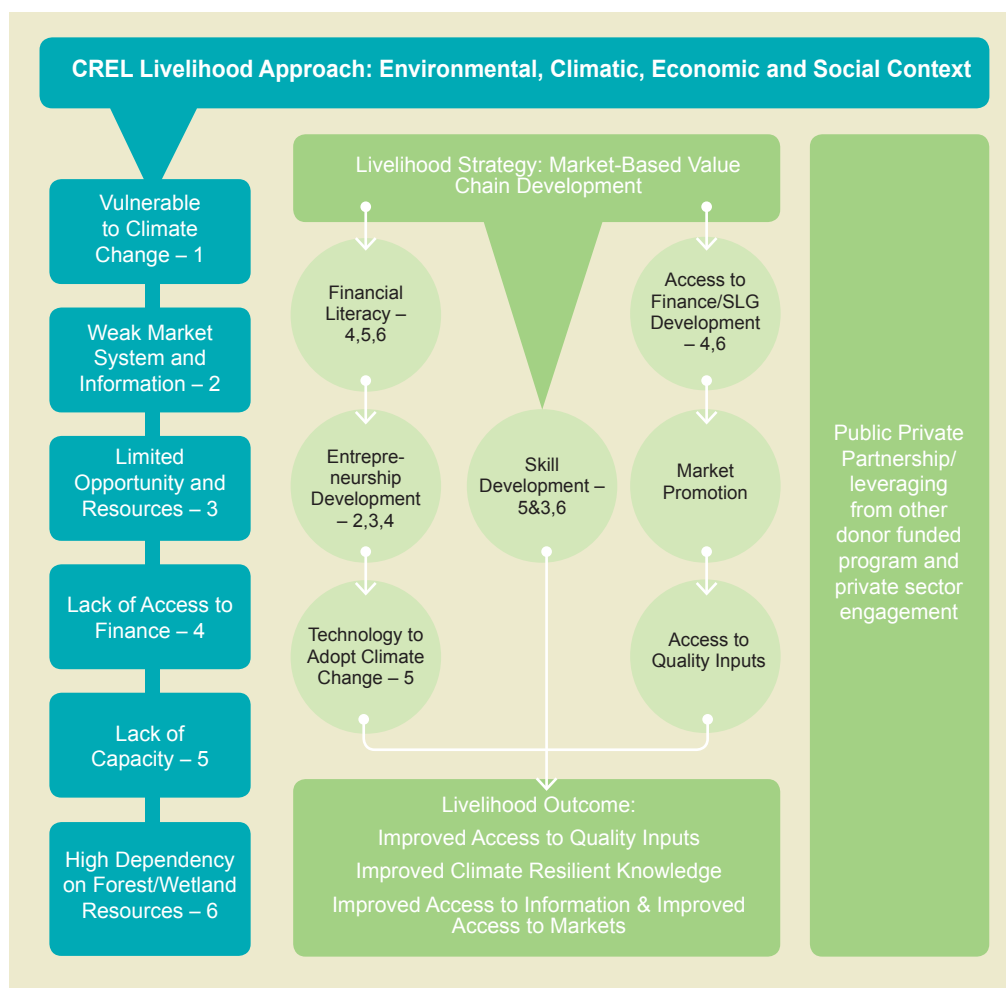 CREL Livelihood Approach: Environmental, Climatic, Economic and Social Context
Vulnerable
to Climate
Change – 1
Weak Market
System and
Information – 2
Limited
Opportunity and
Resources – 3
Lack of Access to
Finance – 4
Lack of
Capacity – 5
High Dependency
on Forest/Wetland
Resources – 6
Livelihood Strategy: Market-Based Value
Chain Development
Financial
Literacy –
4,5,6
Entrepre-
neurship
Development
– 2,3,4
Technology to
Adopt Climate
Change – 5
Skill
Development –
5&3,6
Access to
Finance/SLG
Development
– 4,6
Market
Promotion
Access to
Quality Inputs
Livelihood Outcome:
Improved Access to Quality Inputs
Improved Climate Resilient Knowledge
Improved Access to Information & Improved
Access to Markets
Public Private
Partnership/
leveraging
from other
donor funded
program and
private sector
engagement